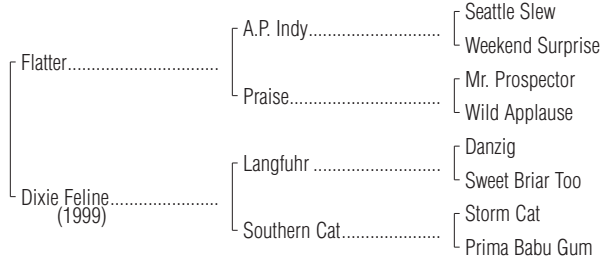 Seattle Slew
A.P. Indy..............................
Weekend Surprise
Flatter..................................
Mr. Prospector
Praise..................................
Wild Applause
Danzig
Langfuhr .............................
Sweet Briar Too
Dixie Feline........................
(1999)
Storm Cat
Southern Cat.......................
Prima Babu Gum